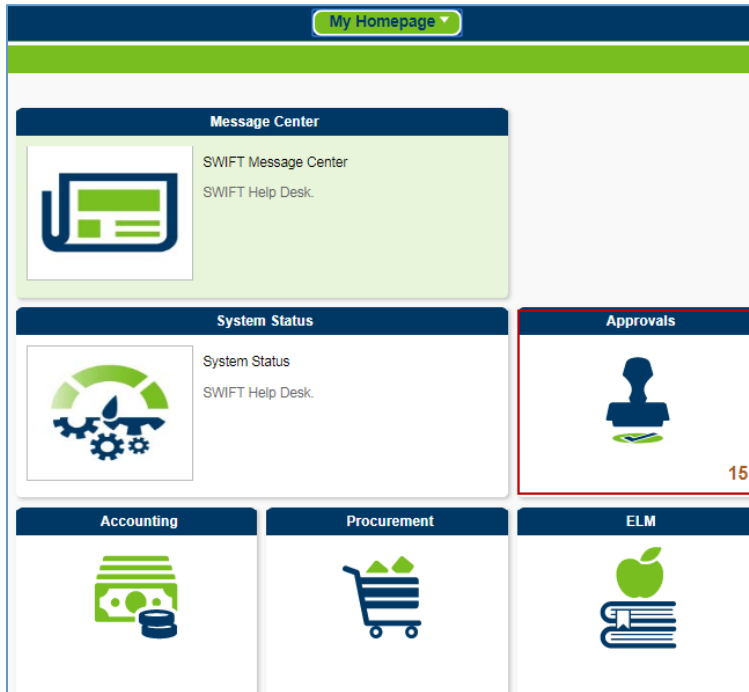 My Homepage
Message Center
SWIFT Message Center
SWIFT Help Desk.
System Status
Approvals
System Status
SWIFT Help Desk.
15
Accounting
Procurement
ELM